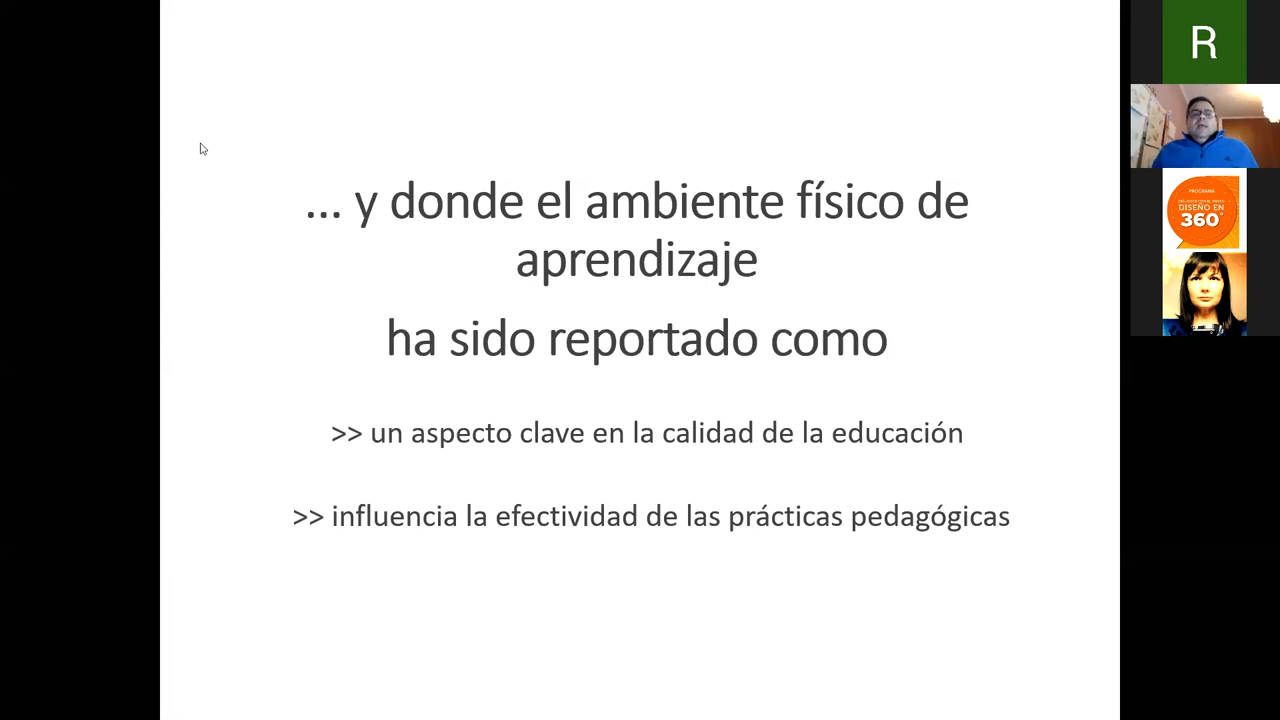 ... y donde el ambiente físico de
aprendizaje
ha sido reportado como
>> un aspecto clave en la calidad de la educación
>> influencia la efectividad de las prácticas pedagógicas
R
PROGRAMA
DISEÑO EN
360°